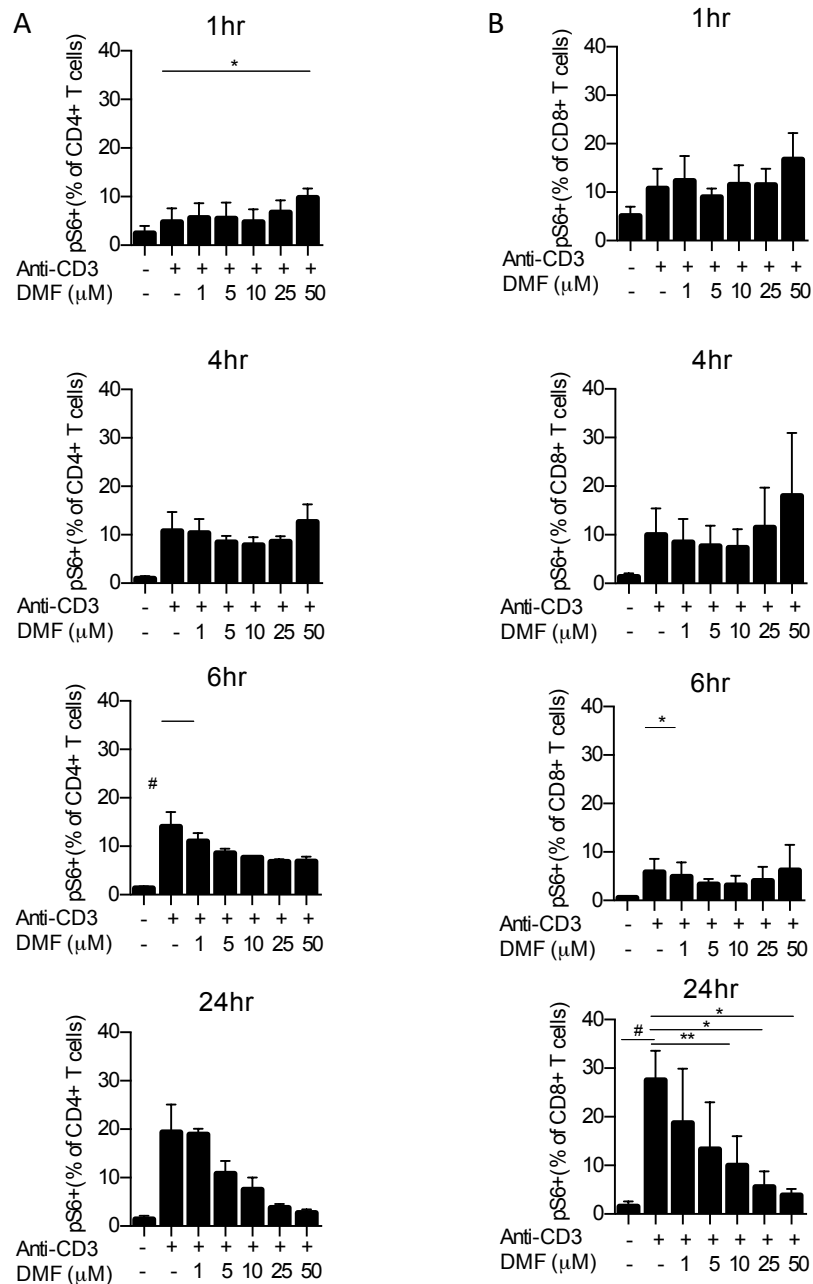 A
1hr
pS6+(% of CD4+ T cells)
40
30
20
10
0
Anti-CD3 - + + + + + +
DMF (μM) - - 1 5 10 25 50
*
4hr
pS6+(% of CD4+ T cells)
40
30
20
10
0
Anti-CD3 - + + + + + +
DMF (μM) - - 1 5 10 25 50
6hr
pS6+(% of CD4+ T cells)
40
30
20
10
0
#
Anti-CD3 - + + + + + +
DMF (μM) - - 1 5 10 25 50
24hr
pS6+(% of CD4+ T cells)
40
30
20
10
0
Anti-CD3 - + + + + + +
DMF (μM) - - 1 5 10 25 50
B
1hr
pS6+(% of CD8+ T cells)
40
30
20
10
0
Anti-CD3 - + + + + + +
DMF (μM) - - 1 5 10 25 50
4hr
pS6+(% of CD8+ T cells)
40
30
20
10
0
Anti-CD3 - + + + + + +
DMF (μM) - - 1 5 10 25 50
6hr
pS6+(% of CD8+ T cells)
40
30
20
10
0
*
Anti-CD3 - + + + + + +
DMF (μM) - - 1 5 10 25 50
24hr
pS6+(% of CD8+ T cells)
40
30
20
10
0
*
*
#
**
Anti-CD3 - + + + + + +
DMF (μM) - - 1 5 10 25 50